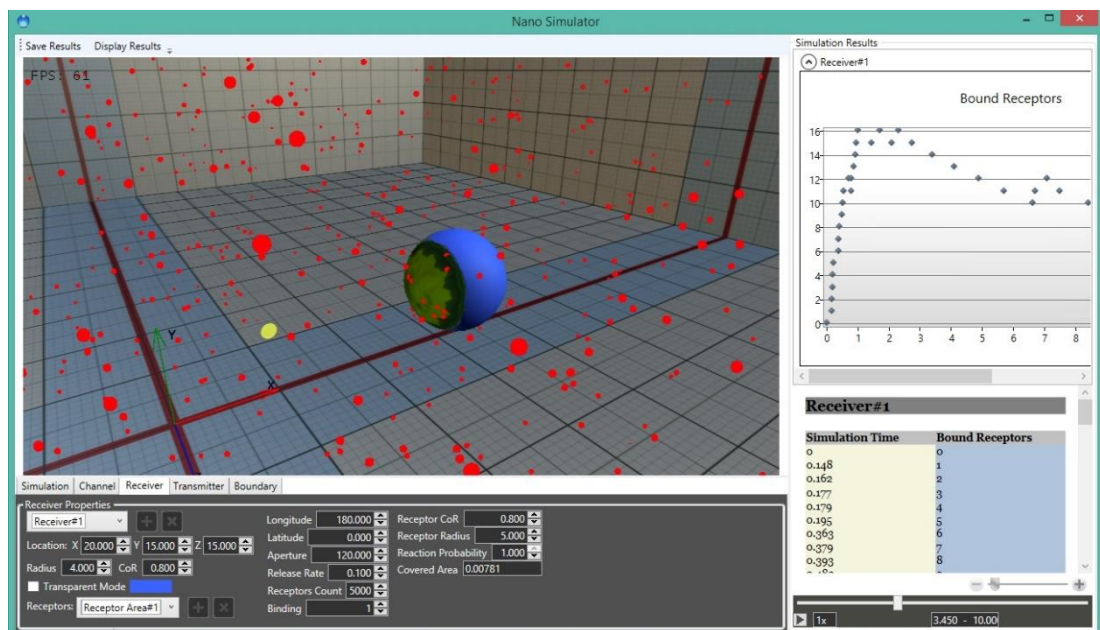 Nano Simulator
Save Results Display Results
Simulation Results
FPS: 61
Receiver#1
Bound Receptors
16
14
12
10
8
6
4
2
0
0 1 2 3 4 5 6 7 8
Y
X
Receiver#1
Simulation Time Bound Receptors
0 0
0.148 1
0.162 2
0.177 3
0.179 4
0.195 5
0.363 6
0.379 7
0.393 8
Simulation Channel Receiver Transmitter Boundary
Receiver Properties
Receiver#1
Location: X 20.000 Y 15.000 Z 15.000
Radius 4.000 CoR 0.800
Transparent Mode
Receptors: Receptor Area#1
Longitude 180.000
Latitude 0.000
Aperture 120.000
Release Rate 0.100
Receptors Count 5000
Binding 1
Receptor CoR 0.800
Receptor Radius 5.000
Reaction Probability 1.000
Covered Area 0.00781
1x 3.450 - 10.00